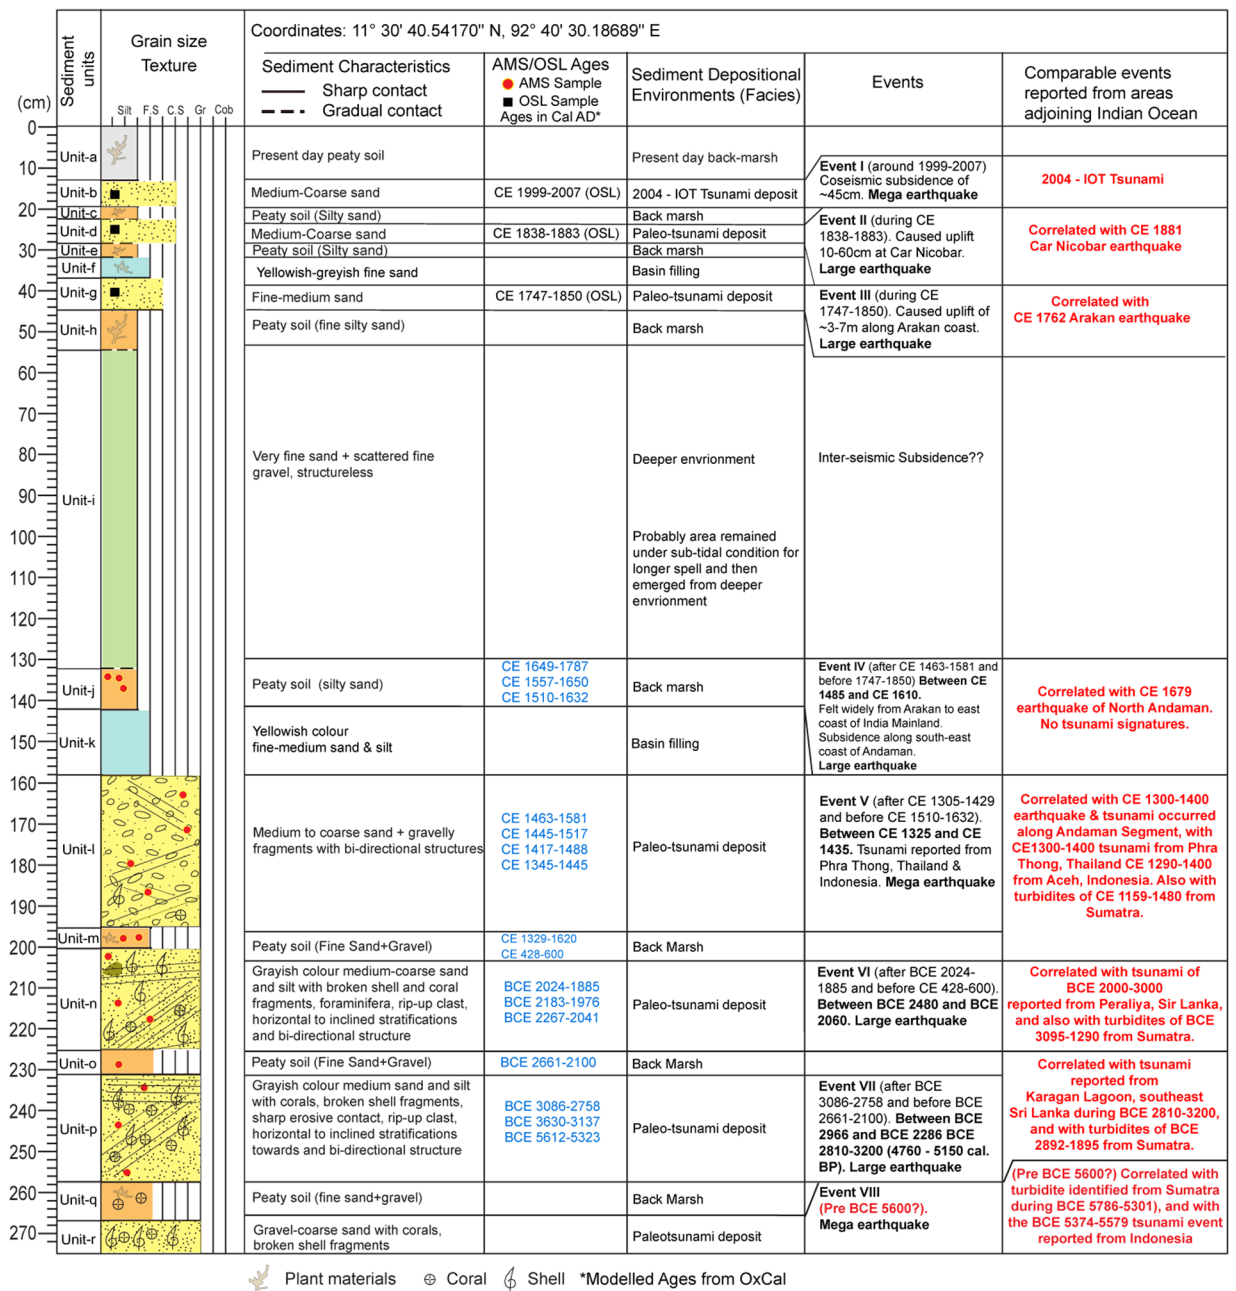 Coordinates: 11° 30' 40.54170" N, 92° 40' 30.18689" E
(cm)
Sediment
units
Grain size
Texture
Silt F.S C.S Gr Cob
Sediment Characteristics
Sharp contact
Gradual contact
AMS/OSL Ages
AMS Sample
OSL Sample
Ages in Cal AD*
Sediment Depositional
Environments (Facies)
Events
Comparable events
reported from areas
adjoining Indian Ocean
0
10
20
30
40
50
60
70
80
90
100
110
120
130
140
150
160
170
180
190
200
210
220
230
240
250
260
270
Unit-a
Present day peaty soil
Present day back-marsh
Unit-b
Medium-Coarse sand
CE 1999-2007 (OSL)
2004 - IOT Tsunami deposit
Event I (around 1999-2007)
Coseismic subsidence of
~45cm. Mega earthquake
2004 - IOT Tsunami
Unit-c
Peaty soil (Silty sand)
Back marsh
Unit-d
Medium-Coarse sand
CE 1838-1883 (OSL)
Paleo-tsunami deposit
Event II (during CE
1838-1883). Caused uplift
10-60cm at Car Nicobar.
Large earthquake
Correlated with CE 1881
Car Nicobar earthquake
Unit-e
Peaty soil (Silty sand)
Back marsh
Unit-f
Yellowish-greyish fine sand
Basin filling
Unit-g
Fine-medium sand
CE 1747-1850 (OSL)
Paleo-tsunami deposit
Event III (during CE
1747-1850). Caused uplift of
~3-7m along Arakan coast.
Large earthquake
Correlated with
CE 1762 Arakan earthquake
Unit-h
Peaty soil (fine silty sand)
Back marsh
Unit-i
Very fine sand + scattered fine
gravel, structureless
Deeper envrionment
Probably area remained
under sub-tidal condition for
longer spell and then
emerged from deeper
envrionment
Inter-seismic Subsidence??
Unit-j
Peaty soil (silty sand)
CE 1649-1787
CE 1557-1650
CE 1510-1632
Back marsh
Event IV (after CE 1463-1581 and
before 1747-1850) Between CE
1485 and CE 1610.
Felt widely from Arakan to east
coast of India Mainland.
Subsidence along south-east
coast of Andaman.
Large earthquake
Correlated with CE 1679
earthquake of North Andaman.
No tsunami signatures.
Unit-k
Yellowish colour
fine-medium sand & silt
Basin filling
Unit-l
Medium to coarse sand + gravelly
fragments with bi-directional structures
CE 1463-1581
CE 1445-1517
CE 1417-1488
CE 1345-1445
Paleo-tsunami deposit
Event V (after CE 1305-1429
and before CE 1510-1632).
Between CE 1325 and CE
1435. Tsunami reported from
Phra Thong, Thailand &
Indonesia. Mega earthquake
Correlated with CE 1300-1400
earthquake & tsunami occurred
along Andaman Segment, with
CE1300-1400 tsunami from Phra
Thong, Thailand CE 1290-1400
from Aceh, Indonesia. Also with
turbidites of CE 1159-1480 from
Sumatra.
Unit-m
Peaty soil (Fine Sand+Gravel)
CE 1329-1620
CE 428-600
Back Marsh
Unit-n
Grayish colour medium-coarse sand
and silt with broken shell and coral
fragments, foraminifera, rip-up clast,
horizontal to inclined stratifications
and bi-directional structure
BCE 2024-1885
BCE 2183-1976
BCE 2267-2041
Paleo-tsunami deposit
Event VI (after BCE 2024-
1885 and before CE 428-600).
Between BCE 2480 and BCE
2060. Large earthquake
Correlated with tsunami of
BCE 2000-3000
reported from Peraliya, Sir Lanka,
and also with turbidites of BCE
3095-1290 from Sumatra.
Unit-o
Peaty soil (Fine Sand+Gravel)
BCE 2661-2100
Back Marsh
Unit-p
Grayish colour medium sand and silt
with corals, broken shell fragments,
sharp erosive contact, rip-up clast,
horizontal to inclined stratifications
towards and bi-directional structure
BCE 3086-2758
BCE 3630-3137
BCE 5612-5323
Paleo-tsunami deposit
Event VII (after BCE
3086-2758 and before BCE
2661-2100). Between BCE
2966 and BCE 2286 BCE
2810-3200 (4760 - 5150 cal.
BP). Large earthquake
Correlated with tsunami
reported from
Karagan Lagoon, southeast
Sri Lanka during BCE 2810-3200,
and with turbidites of BCE
2892-1895 from Sumatra.
Unit-q
Peaty soil (fine sand+gravel)
Back Marsh
Event VIII
(Pre BCE 5600?).
Mega earthquake
(Pre BCE 5600?) Correlated with
turbidite identified from Sumatra
during BCE 5786-5301), and with
the BCE 5374-5579 tsunami event
reported from Indonesia
Unit-r
Gravel-coarse sand with corals,
broken shell fragments
Paleotsunami deposit
Plant materials Coral Shell *Modelled Ages from OxCal